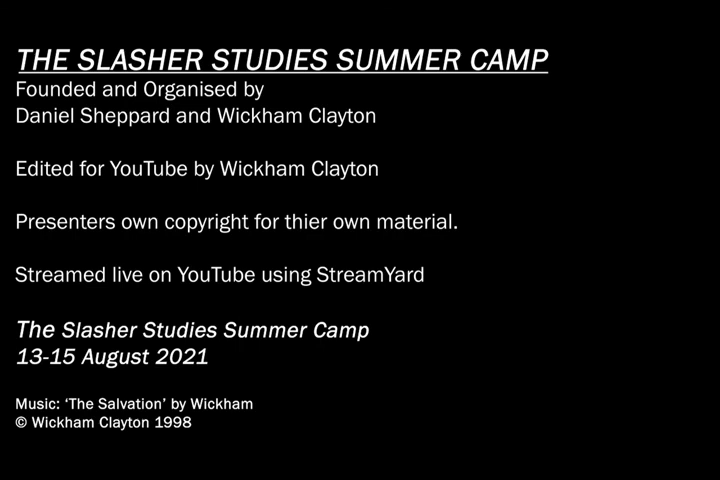 THE SLASHER STUDIES SUMMER CAMP
Founded and Organised by
Daniel Sheppard and Wickham Clayton
Edited for YouTube by Wickham Clayton
Presenters own copyright for thier own material.
Streamed live on YouTube using StreamYard
The Slasher Studies Summer Camp
13-15 August 2021
Music: ‘The Salvation’ by Wickham
© Wickham Clayton 1998